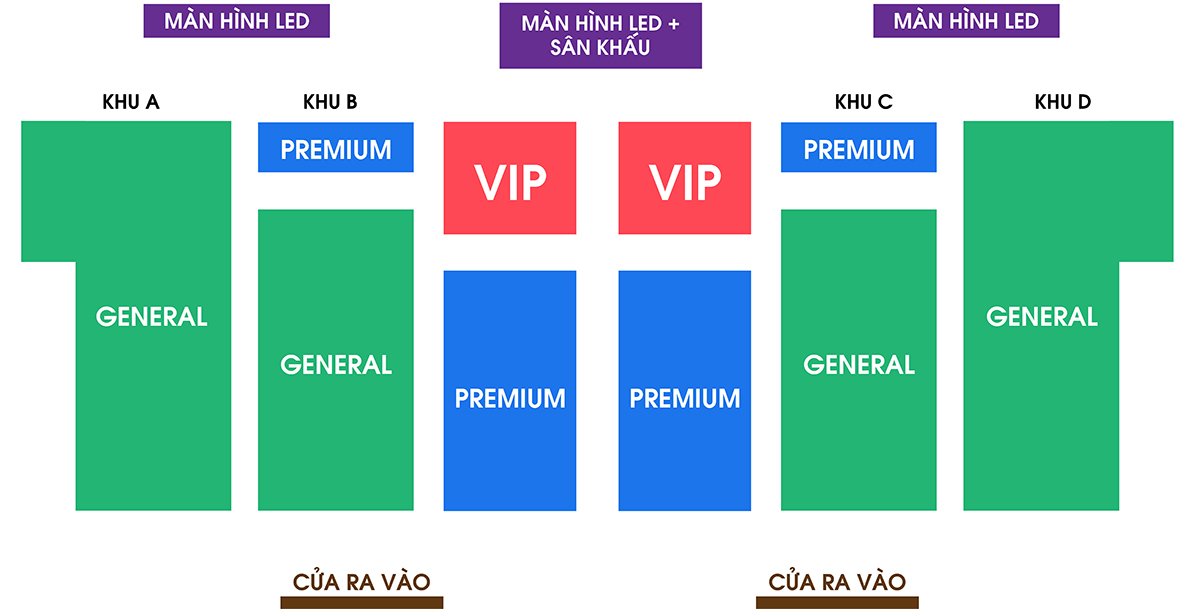 MÀN HÌNH LED
MÀN HÌNH LED +
SÂN KHẤU
MÀN HÌNH LED
KHU A
KHU B
KHU C
KHU D
PREMIUM
VIP
VIP
PREMIUM
GENERAL
GENERAL
PREMIUM
PREMIUM
GENERAL
GENERAL
CỬA RA VÀO
CỬA RA VÀO